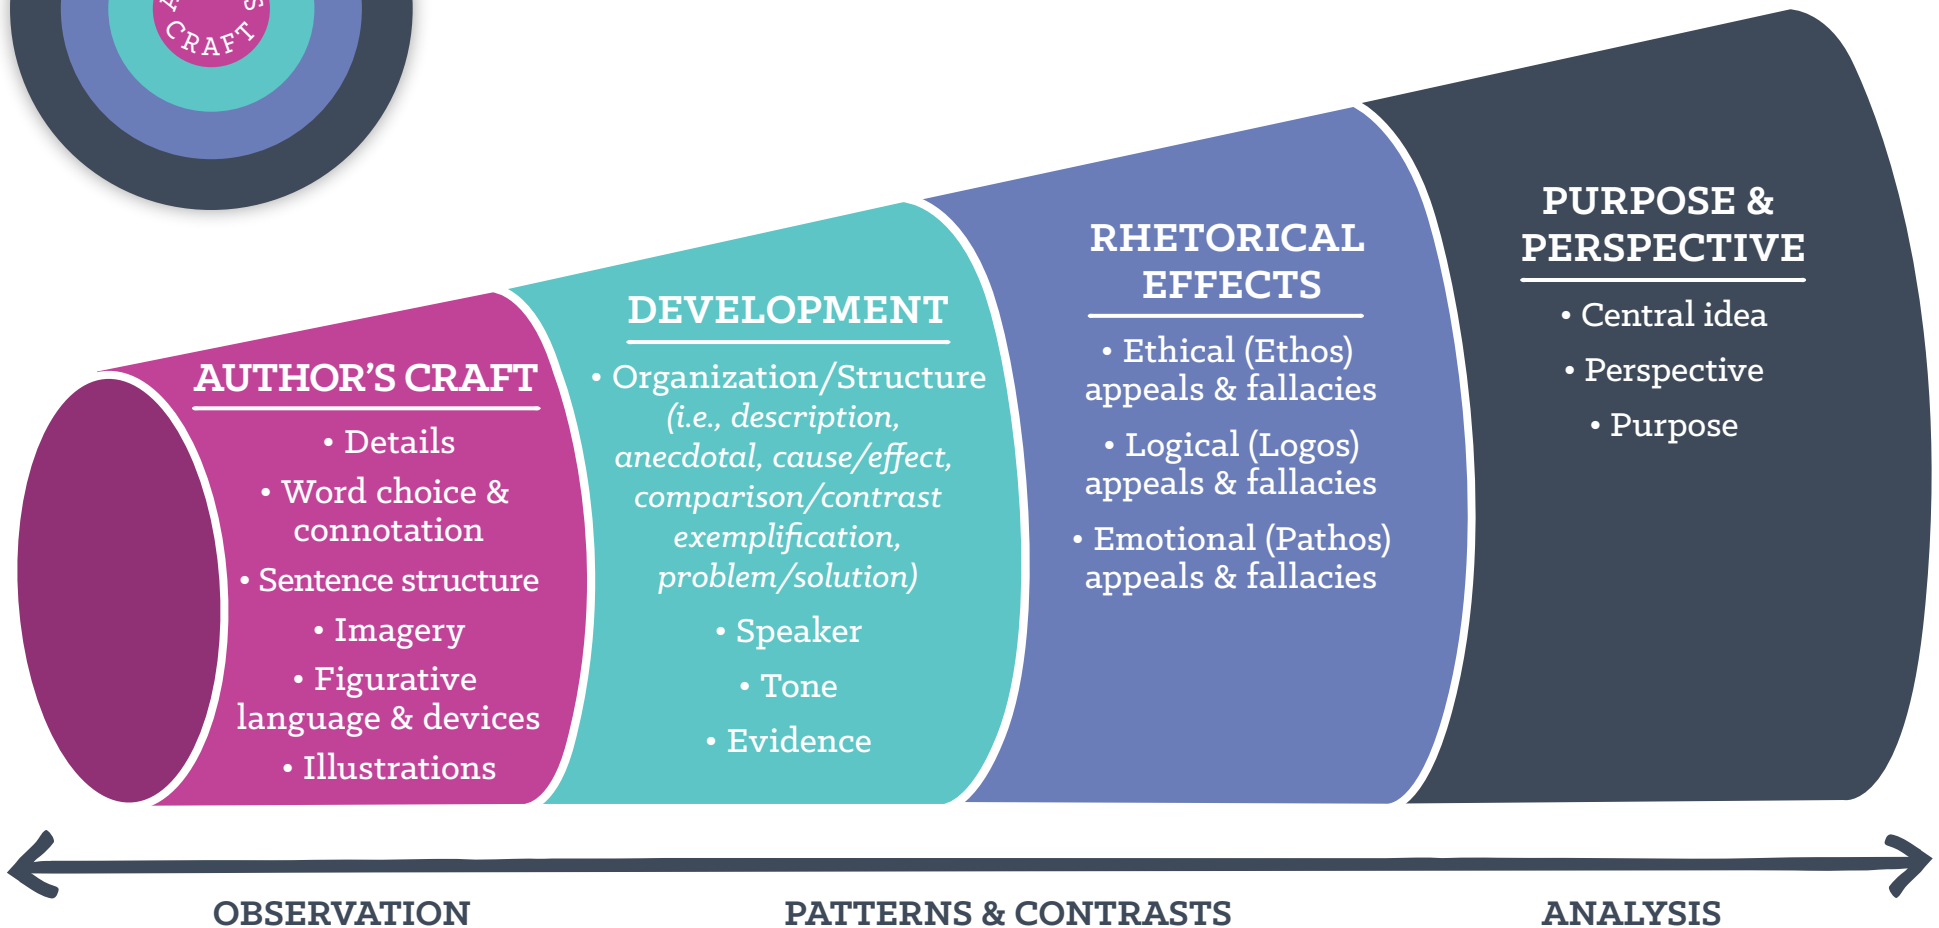 CRAFT
AUTHOR'S CRAFT
• Details
• Word choice &
connotation
• Sentence structure
• Imagery
• Figurative
language & devices
• Illustrations
DEVELOPMENT
• Organization/Structure
(i.e., description,
anecdotal, cause/effect,
comparison/contrast
exemplification,
problem/solution)
• Speaker
• Tone
• Evidence
RHETORICAL
EFFECTS
• Ethical (Ethos)
appeals & fallacies
• Logical (Logos)
appeals & fallacies
• Emotional (Pathos)
appeals & fallacies
PURPOSE &
PERSPECTIVE
• Central idea
• Perspective
• Purpose
OBSERVATION
PATTERNS & CONTRASTS
ANALYSIS